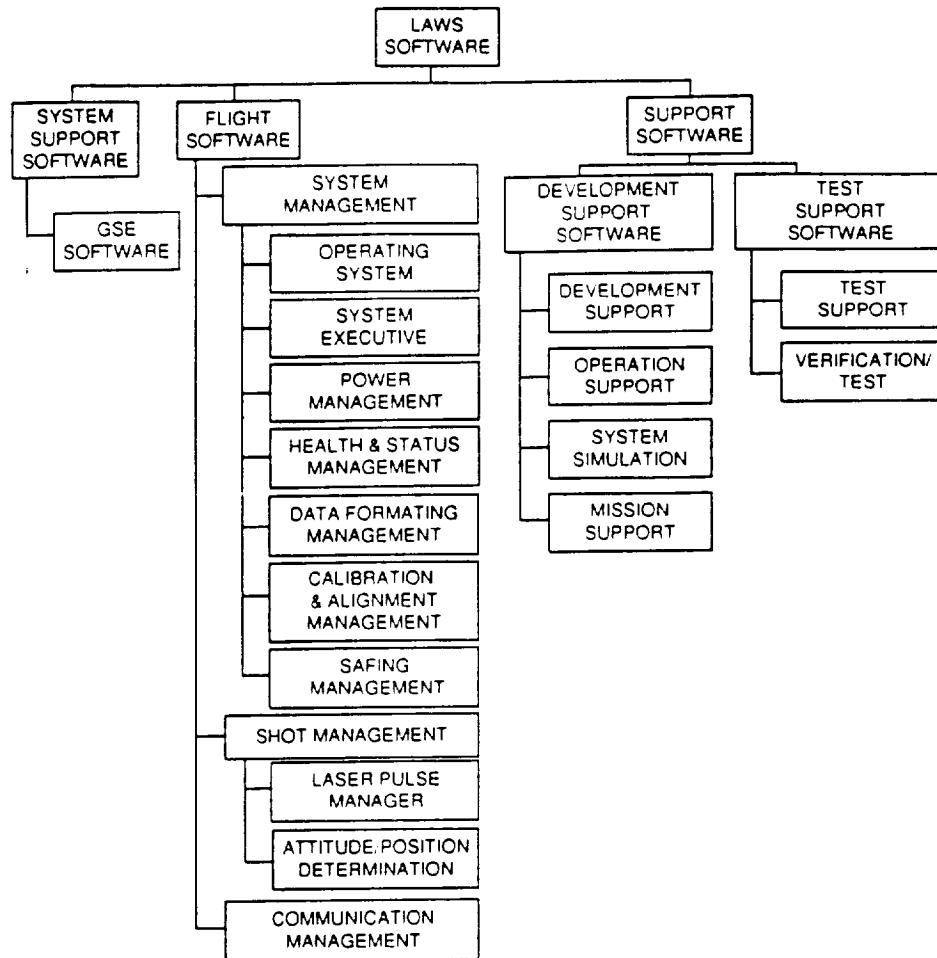 LAWS
SOFTWARE
SYSTEM
SUPPORT
SOFTWARE
GSE
SOFTWARE
FLIGHT
SOFTWARE
SYSTEM
MANAGEMENT
OPERATING
SYSTEM
SYSTEM
EXECUTIVE
POWER
MANAGEMENT
HEALTH & STATUS
MANAGEMENT
DATA FORMATING
MANAGEMENT
CALIBRATION
& ALIGNMENT
MANAGEMENT
SAFING
MANAGEMENT
SHOT MANAGEMENT
LASER PULSE
MANAGER
ATTITUDE/POSITION
DETERMINATION
COMMUNICATION
MANAGEMENT
SUPPORT
SOFTWARE
DEVELOPMENT
SUPPORT
SOFTWARE
DEVELOPMENT
SUPPORT
OPERATION
SUPPORT
SYSTEM
SIMULATION
MISSION
SUPPORT
TEST
SUPPORT
SOFTWARE
TEST
SUPPORT
VERIFICATION/
TEST